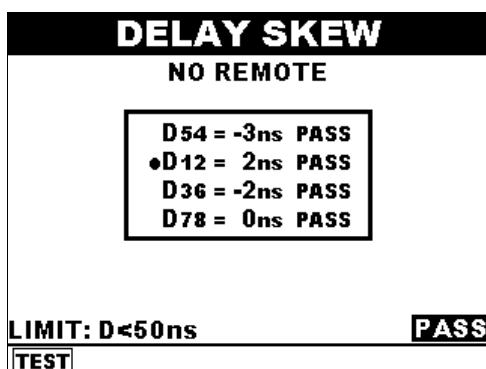 DELAY SKEW
NO REMOTE
D54 = -3ns PASS
●D12 = 2ns PASS
D36 = -2ns PASS
D78 = 0ns PASS
LIMIT: D<50ns PASS
TEST